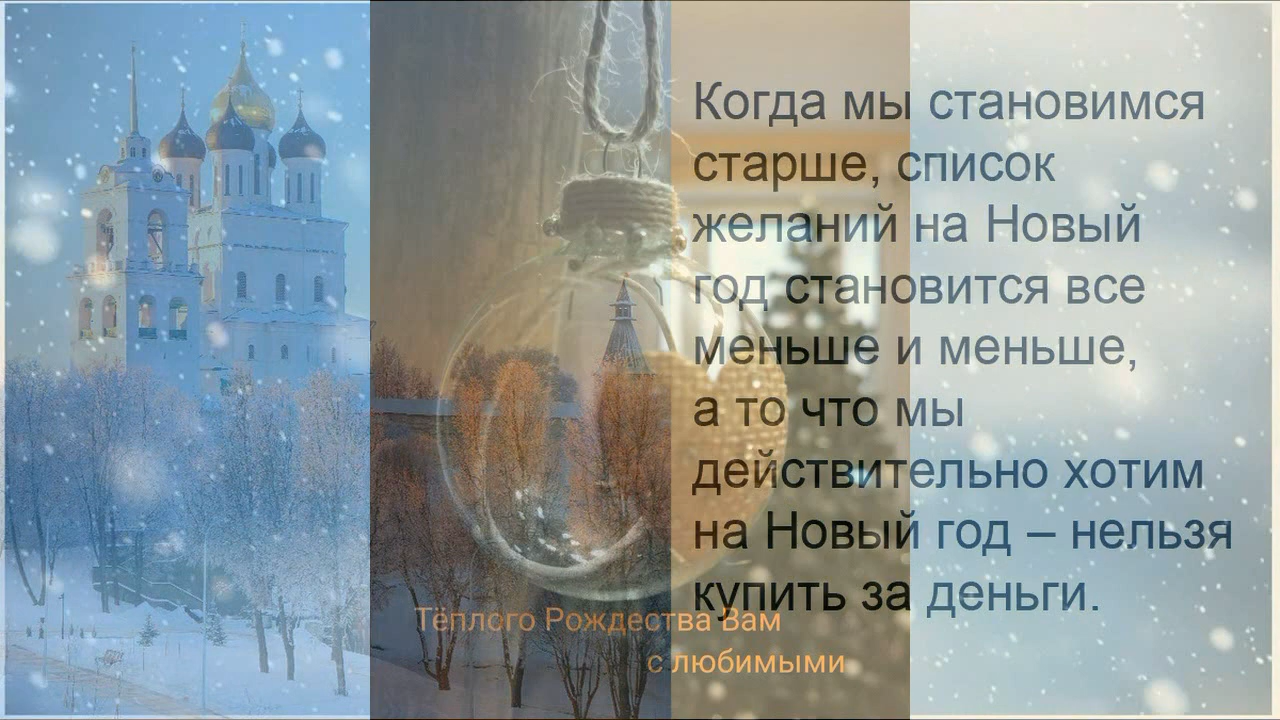 Когда мы становимся
старше, список
желаний на Новый
год становится все
меньше и меньше,
а то что мы
действительно хотим
на Новый год – нельзя
купить за деньги.
Тёплого Рождества Вам
с любимыми